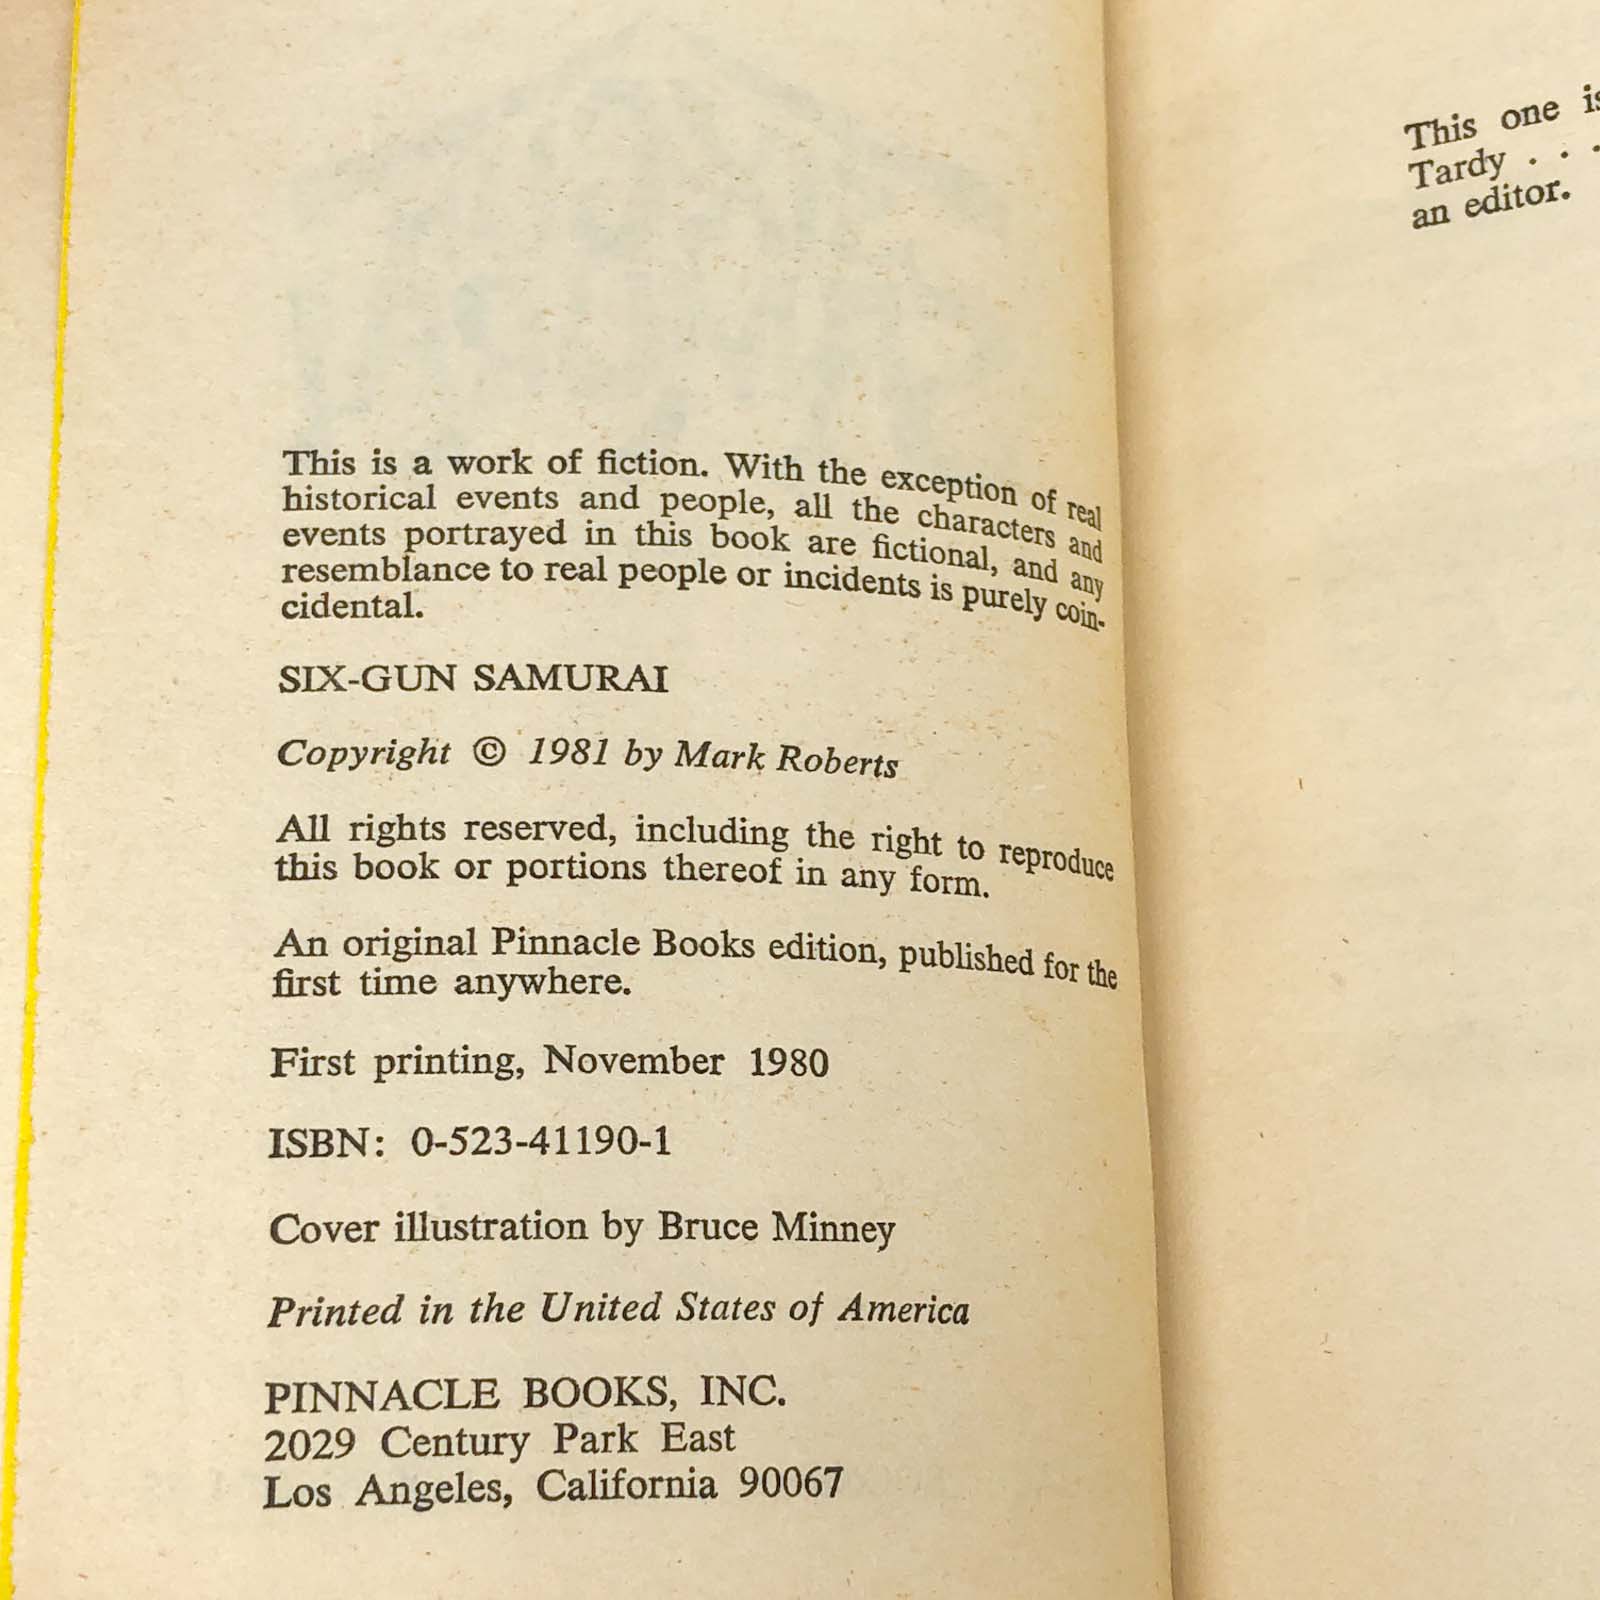 This is a work of fiction. With the exception of real
historical events and people, all the characters and
events portrayed in this book are fictional, and any
resemblance to real people or incidents is purely coin-
cidental.
SIX-GUN SAMURAI
Copyright © 1981 by Mark Roberts
All rights reserved, including the right to reproduce
this book or portions thereof in any form.
An original Pinnacle Books edition, published for the
first time anywhere.
First printing, November 1980
ISBN: 0-523-41190-1
Cover illustration by Bruce Minney
Printed in the United States of America
PINNACLE BOOKS, INC.
2029 Century Park East
Los Angeles, California 90067
This one is
Tardy . . .
an editor.